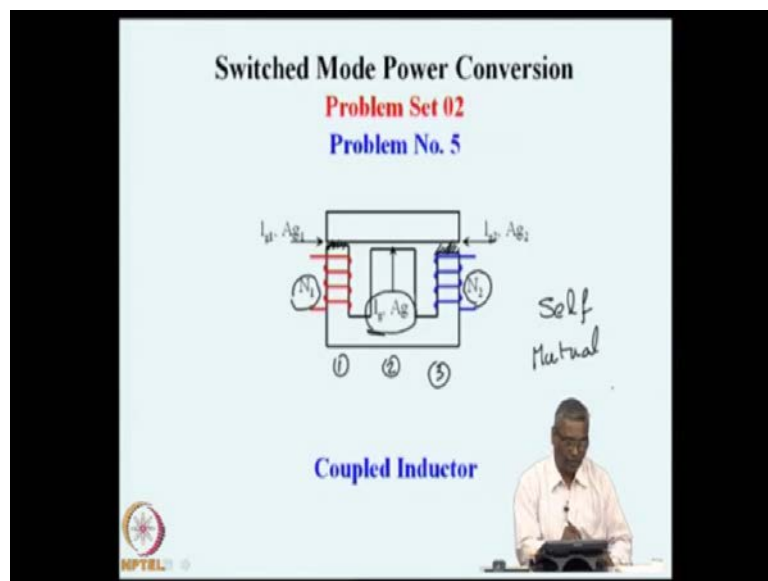 Switched Mode Power Conversion
Problem Set 02
Problem No. 5
lg1, Ag1
lg2, Ag2
N1
N2
lg, Ag
Self
Mutual
1
2
3
Coupled Inductor
NPTEL